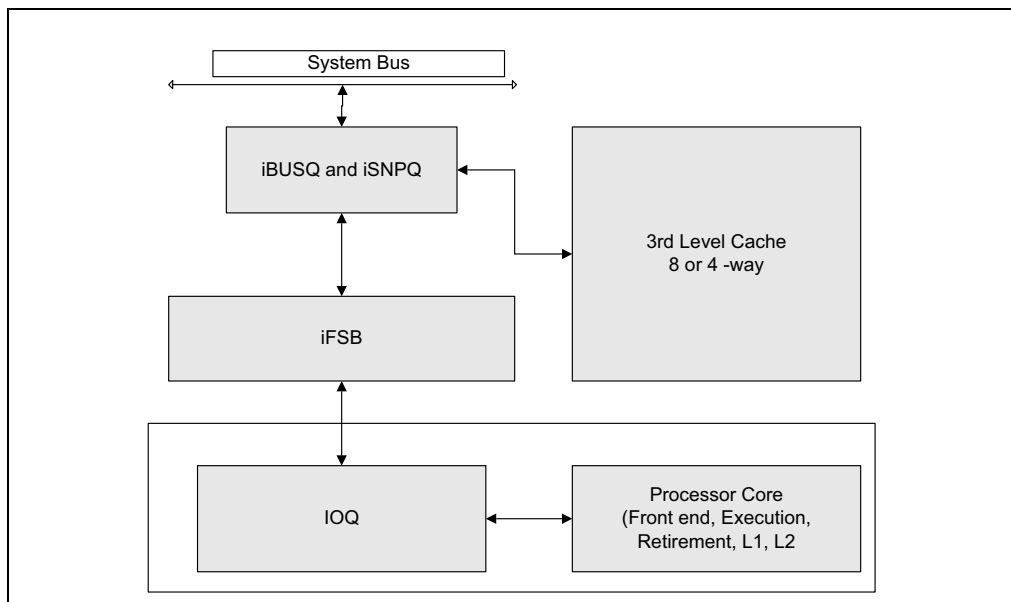 System Bus
iBUSQ and iSNPQ
3rd Level Cache
8 or 4 -way
iFSB
IOQ
Processor Core
(Front end, Execution,
Retirement, L1, L2